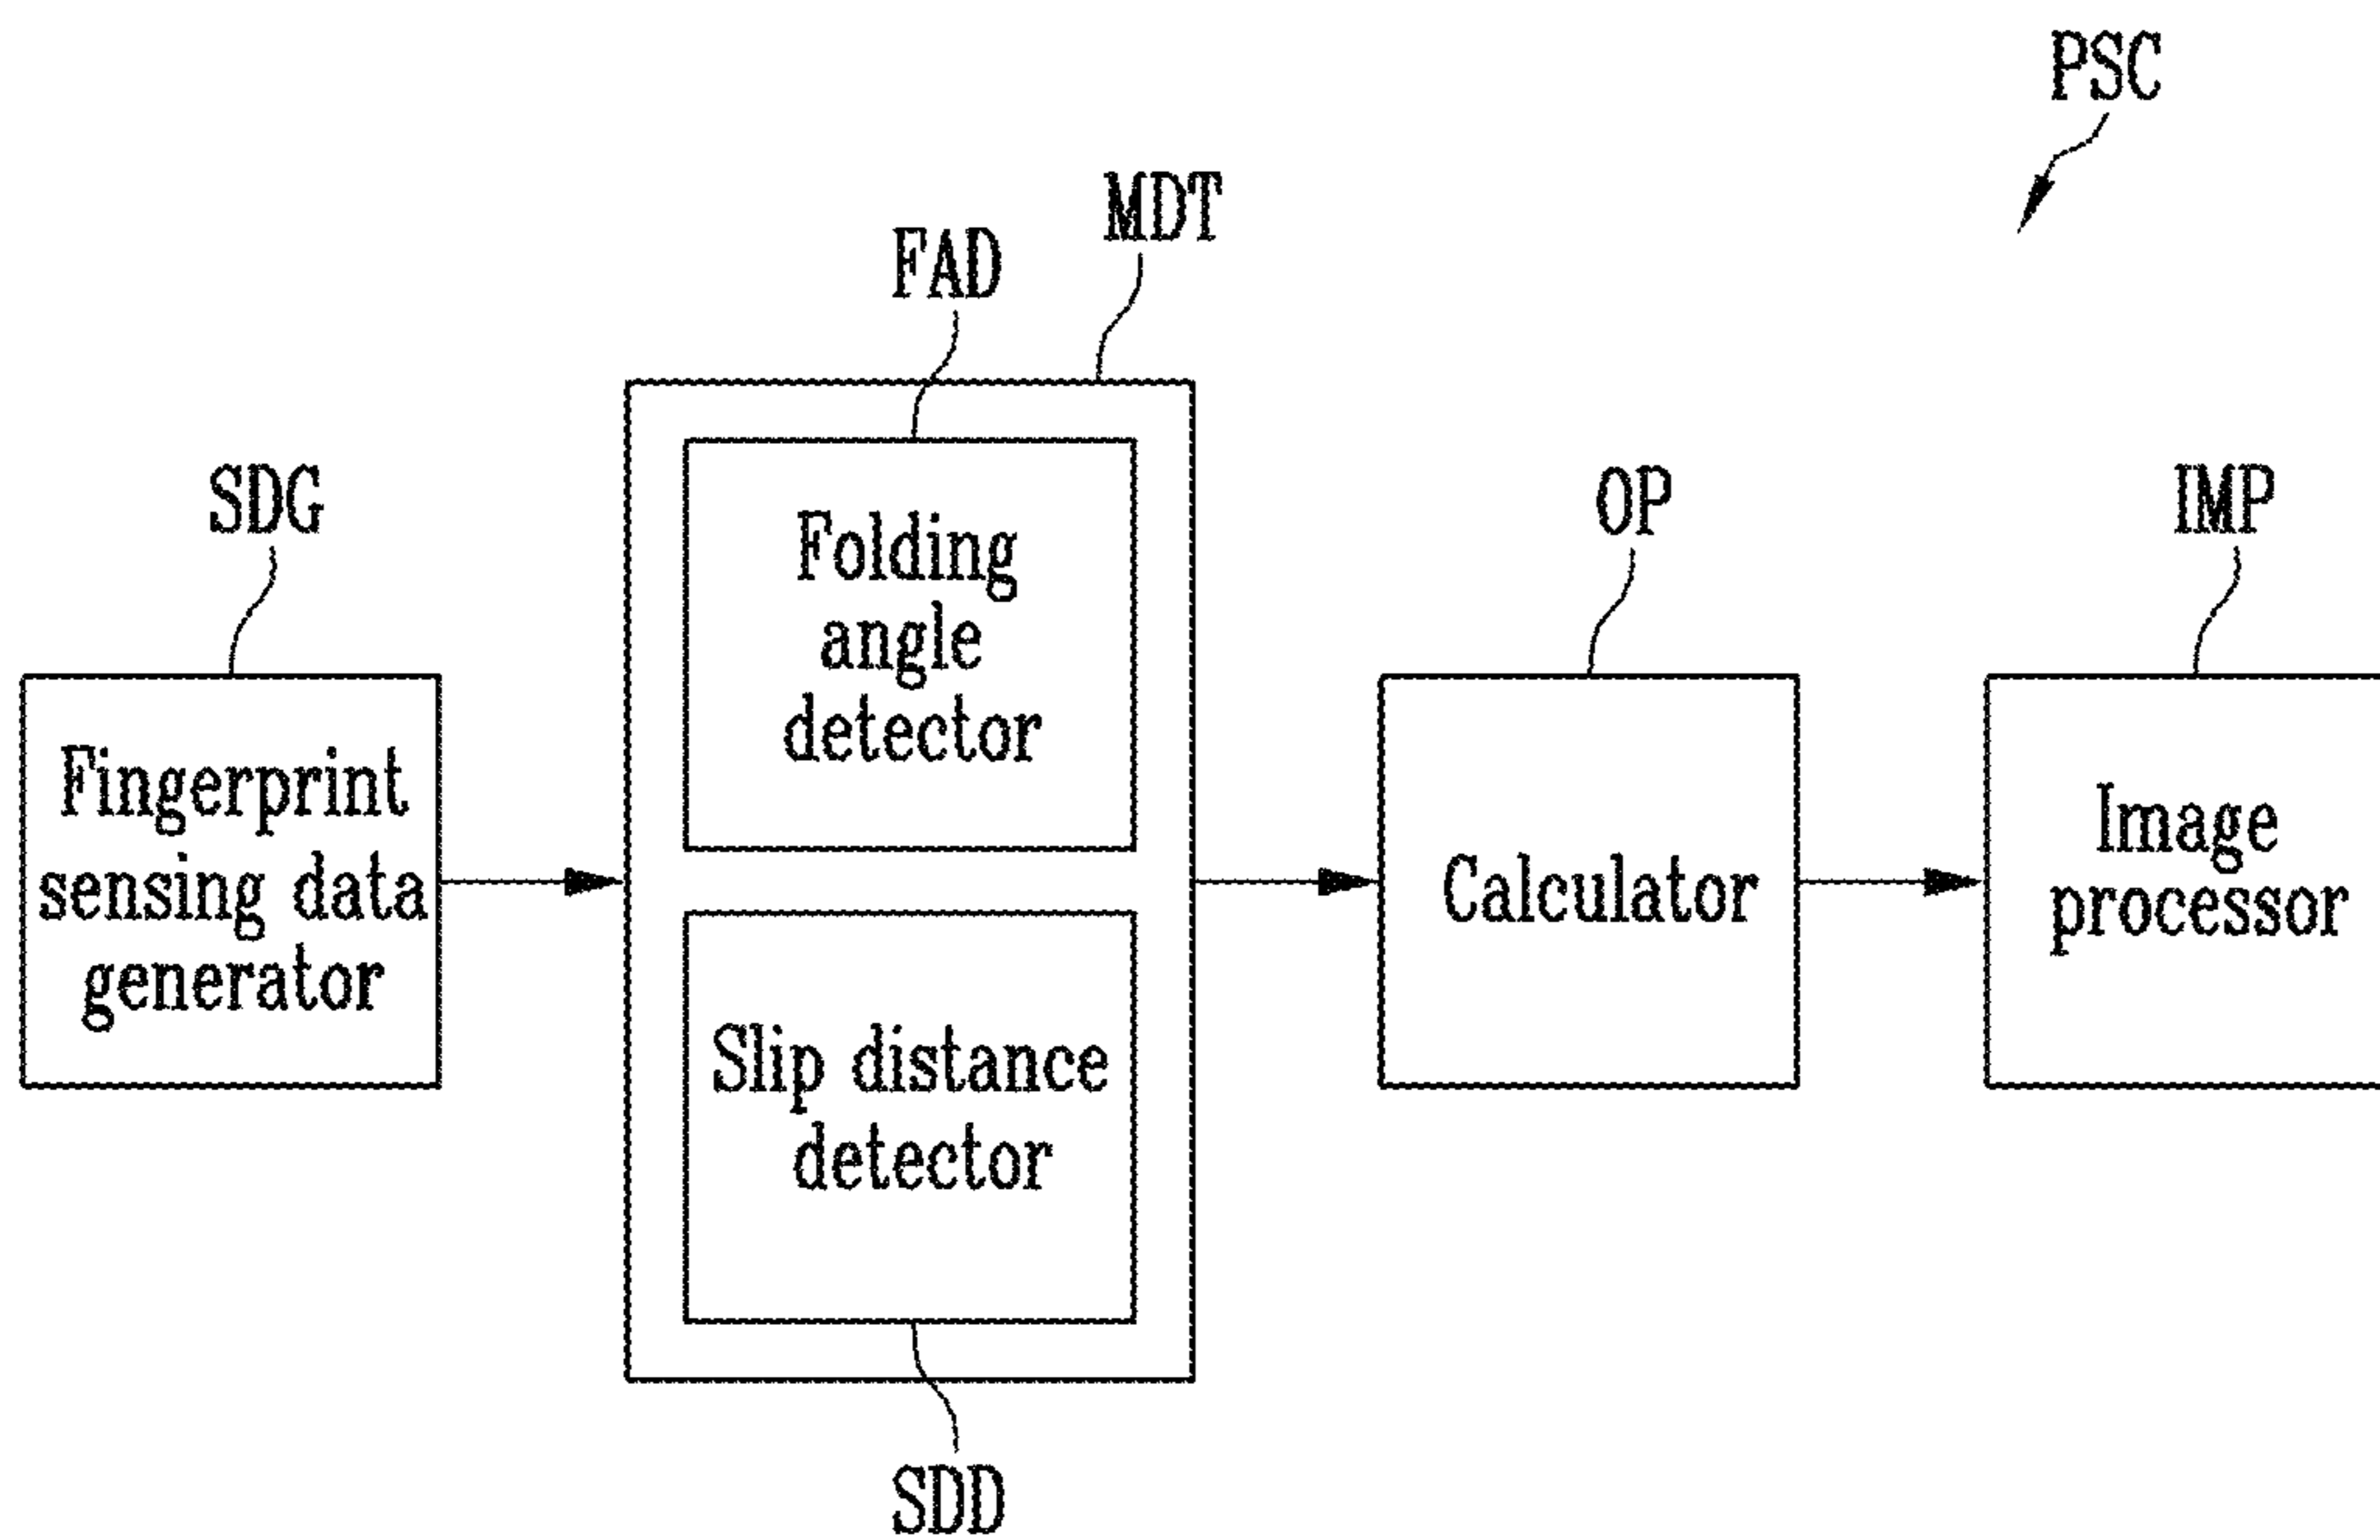 PSC
MDT
FAD
SDG
OP
IMP
Folding
angle
detector
Fingerprint
sensing data
generator
Calculator
Image
processor
Slip distance
detector
SDD